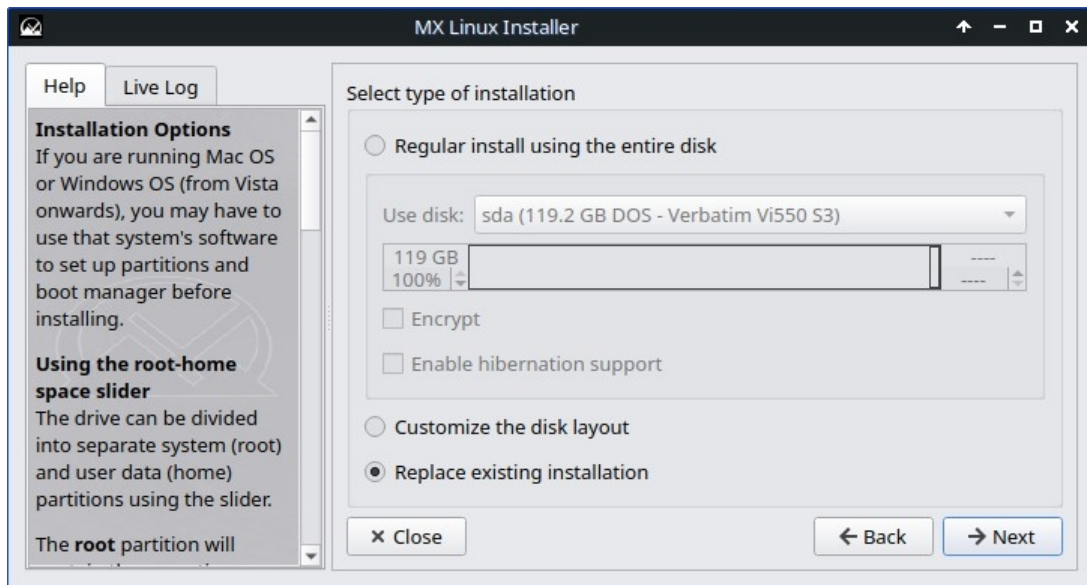 MX Linux Installer
Help
Live Log
Installation Options
If you are running Mac OS
or Windows OS (from Vista
onwards), you may have to
use that system's software
to set up partitions and
boot manager before
installing.
Using the root-home
space slider
The drive can be divided
into separate system (root)
and user data (home)
partitions using the slider.
The root partition will
Select type of installation
Regular install using the entire disk
Use disk: sda (119.2 GB DOS - Verbatim Vi550 S3)
119 GB
100%
----
----
Encrypt
Enable hibernation support
Customize the disk layout
Replace existing installation
Close
Back
Next